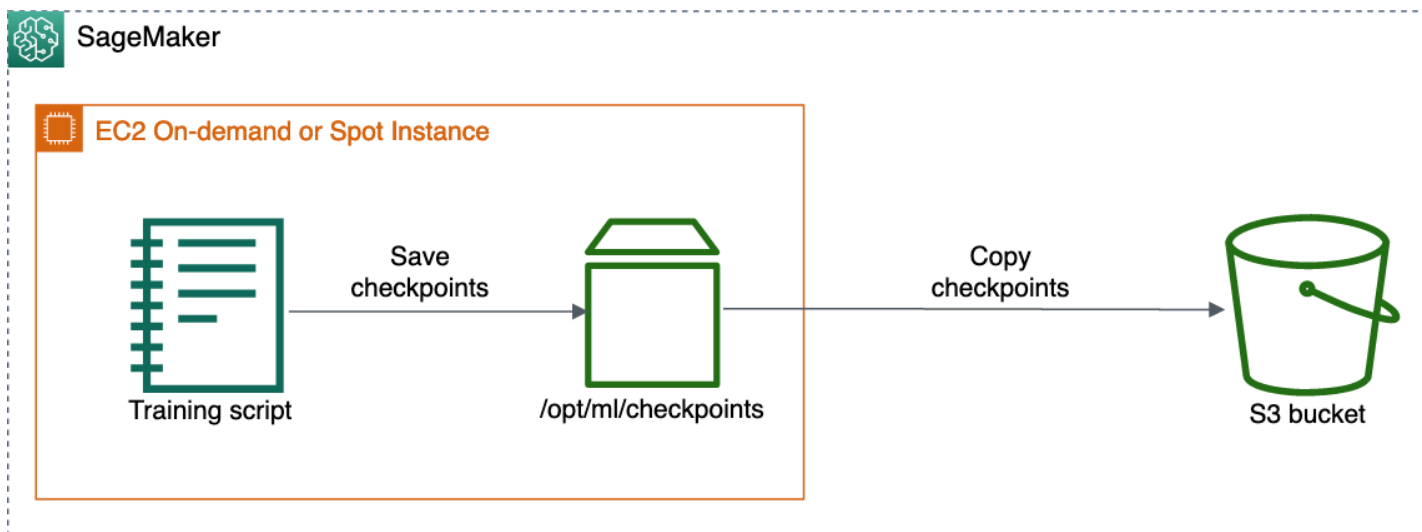 SageMaker
EC2 On-demand or Spot Instance
Save
checkpoints
Copy
checkpoints
Training script
/opt/ml/checkpoints
S3 bucket